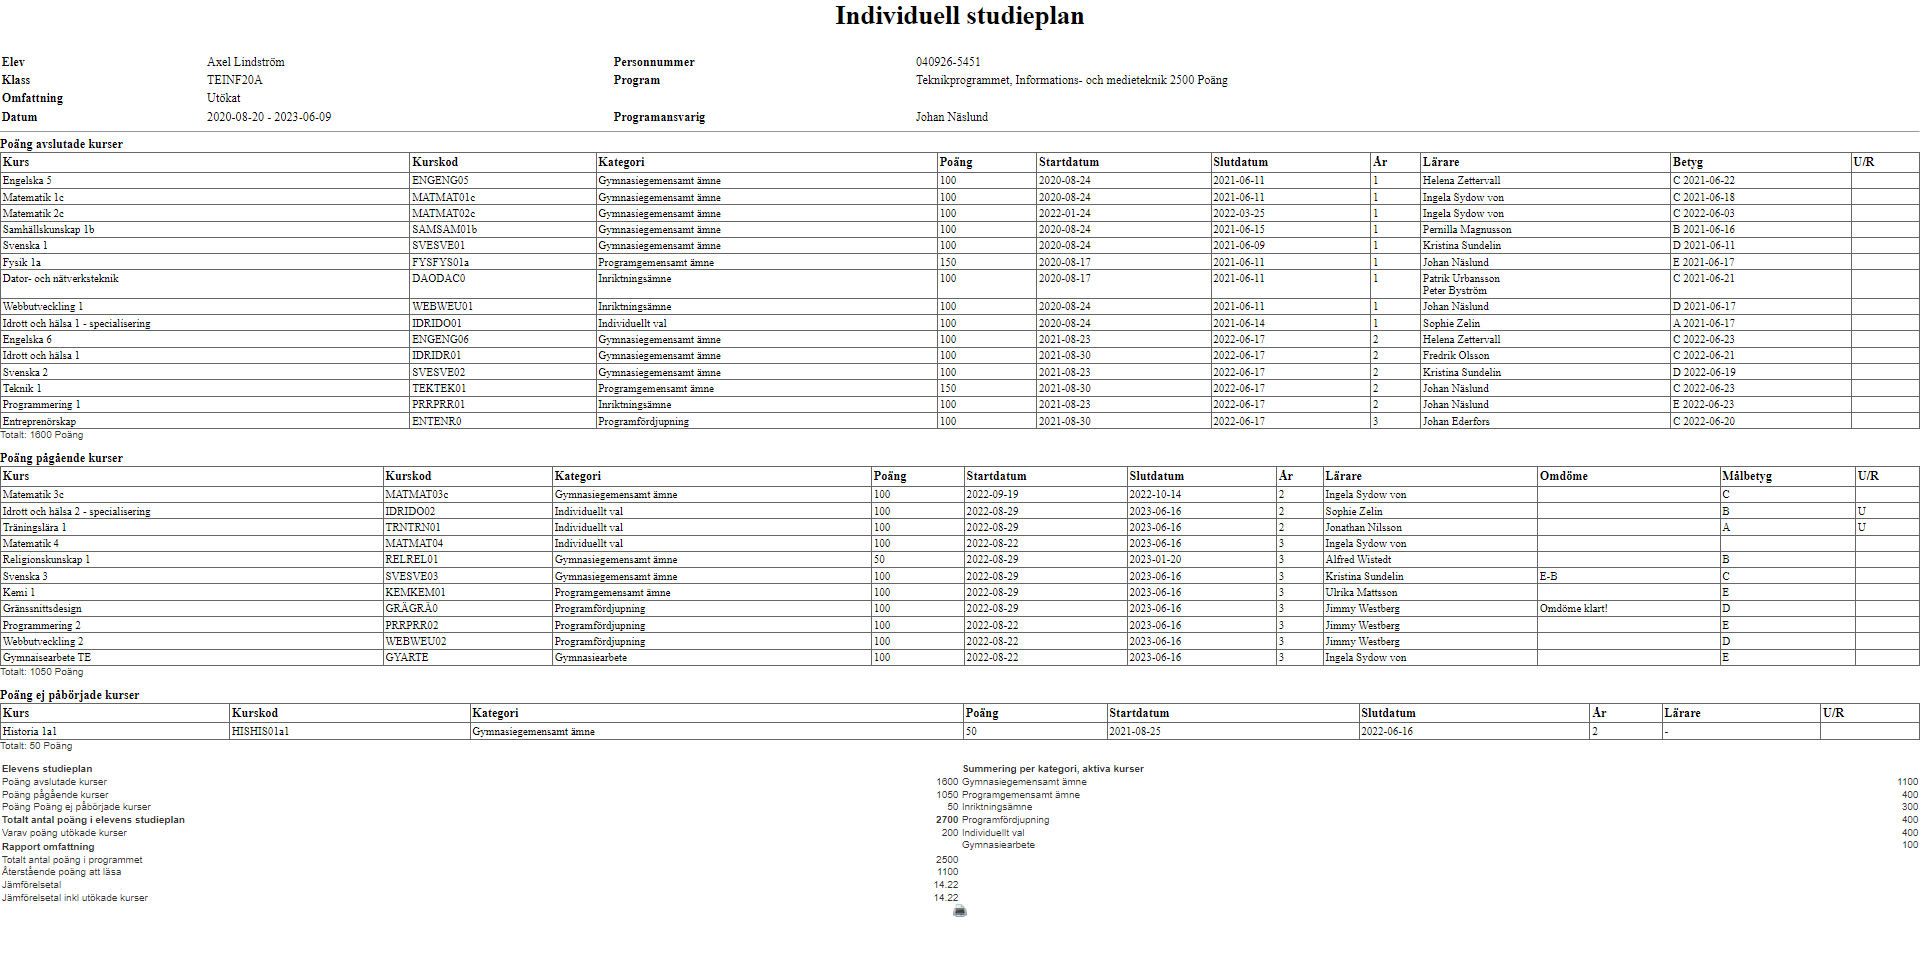 Individuell studieplan
Elev Axel Lindström Personnummer 040926-5451
Klass TEINF20A Program Teknikprogrammet, Informations- och medieteknik 2500 Poäng
Omfattning Utökat
Datum 2020-08-20 - 2023-06-09 Programansvarig Johan Näslund
Poäng avslutade kurser
Kurs Kurskod Kategori Poäng Startdatum Slutdatum År Lärare Betyg U/R
Engelska 5 ENGENG05 Gymnasiegemensamt ämne 100 2020-08-24 2021-06-11 1 Helena Zettervall C 2021-06-22
Matematik 1c MATMAT01c Gymnasiegemensamt ämne 100 2020-08-24 2021-06-11 1 Ingela Sydow von C 2021-06-18
Matematik 2c MATMAT02c Gymnasiegemensamt ämne 100 2022-01-24 2022-03-25 1 Ingela Sydow von C 2022-06-03
Samhällskunskap 1b SAMSAM01b Gymnasiegemensamt ämne 100 2020-08-24 2021-06-15 1 Pernilla Magnusson B 2021-06-16
Svenska 1 SVESVE01 Gymnasiegemensamt ämne 100 2020-08-24 2021-06-09 1 Kristina Sundelin D 2021-06-11
Fysik 1a FYSFYS01a Programgemensamt ämne 150 2020-08-17 2021-06-11 1 Johan Näslund E 2021-06-17
Dator- och nätverksteknik DAODAC0 Inriktningsämne 100 2020-08-17 2021-06-11 1 Patrik Urbansson C 2021-06-21
Peter Byström
Webbutveckling 1 WEBWEU01 Inriktningsämne 100 2020-08-24 2021-06-11 1 Johan Näslund D 2021-06-17
Idrott och hälsa 1 - specialisering IDRIDO01 Individuellt val 100 2020-08-24 2021-06-14 1 Sophie Zelin A 2021-06-17
Engelska 6 ENGENG06 Gymnasiegemensamt ämne 100 2021-08-23 2022-06-17 2 Helena Zettervall C 2022-06-23
Idrott och hälsa 1 IDRIDR01 Gymnasiegemensamt ämne 100 2021-08-30 2022-06-17 2 Fredrik Olsson C 2022-06-21
Svenska 2 SVESVE02 Gymnasiegemensamt ämne 100 2021-08-23 2022-06-17 2 Kristina Sundelin D 2022-06-19
Teknik 1 TEKTEK01 Programgemensamt ämne 150 2021-08-30 2022-06-17 2 Johan Näslund C 2022-06-23
Programmering 1 PRRPRR01 Inriktningsämne 100 2021-08-23 2022-06-17 2 Johan Näslund E 2022-06-23
Entreprenörskap ENTENR0 Programfördjupning 100 2021-08-30 2022-06-17 3 Johan Ederfors C 2022-06-20
Totalt: 1600 Poäng
Poäng pågående kurser
Kurs Kurskod Kategori Poäng Startdatum Slutdatum År Lärare Omdöme Målbetyg U/R
Matematik 3c MATMAT03c Gymnasiegemensamt ämne 100 2022-09-19 2022-10-14 2 Ingela Sydow von C
Idrott och hälsa 2 - specialisering IDRIDO02 Individuellt val 100 2022-08-29 2023-06-16 2 Sophie Zelin B U
Träningslära 1 TRNTRN01 Individuellt val 100 2022-08-29 2023-06-16 2 Jonathan Nilsson A U
Matematik 4 MATMAT04 Individuellt val 100 2022-08-22 2023-06-16 3 Ingela Sydow von
Religionskunskap 1 RELREL01 Gymnasiegemensamt ämne 50 2022-08-29 2023-01-20 3 Alfred Wistedt B
Svenska 3 SVESVE03 Gymnasiegemensamt ämne 100 2022-08-29 2023-06-16 3 Kristina Sundelin E-B C
Kemi 1 KEMKEM01 Programgemensamt ämne 100 2022-08-29 2023-06-16 3 Ulrika Mattsson E
Gränssnittsdesign GRÄGRÄ0 Programfördjupning 100 2022-08-29 2023-06-16 3 Jimmy Westberg Omdöme klart! D
Programmering 2 PRRPRR02 Programfördjupning 100 2022-08-22 2023-06-16 3 Jimmy Westberg E
Webbutveckling 2 WEBWEU02 Programfördjupning 100 2022-08-22 2023-06-16 3 Jimmy Westberg D
Gymnaisearbete TE GYARTE Gymnasiearbete 100 2022-08-22 2023-06-16 3 Ingela Sydow von E
Totalt: 1050 Poäng
Poäng ej påbörjade kurser
Kurs Kurskod Kategori Poäng Startdatum Slutdatum År Lärare U/R
Historia 1a1 HISHIS01a1 Gymnasiegemensamt ämne 50 2021-08-25 2022-06-16 2 -
Totalt: 50 Poäng
Elevens studieplan Summering per kategori, aktiva kurser
Poäng avslutade kurser 1600 Gymnasiegemensamt ämne 1100
Poäng pågående kurser 1050 Programgemensamt ämne 400
Poäng Poäng ej påbörjade kurser 50 Inriktningsämne 300
Totalt antal poäng i elevens studieplan 2700 Programfördjupning 400
Varav poäng utökade kurser 200 Individuellt val 400
Rapport omfattning Gymnasiearbete 100
Totalt antal poäng i programmet 2500
Återstående poäng att läsa 1100
Jämförelsetal 14.22
Jämförelsetal inkl utökade kurser 14.22